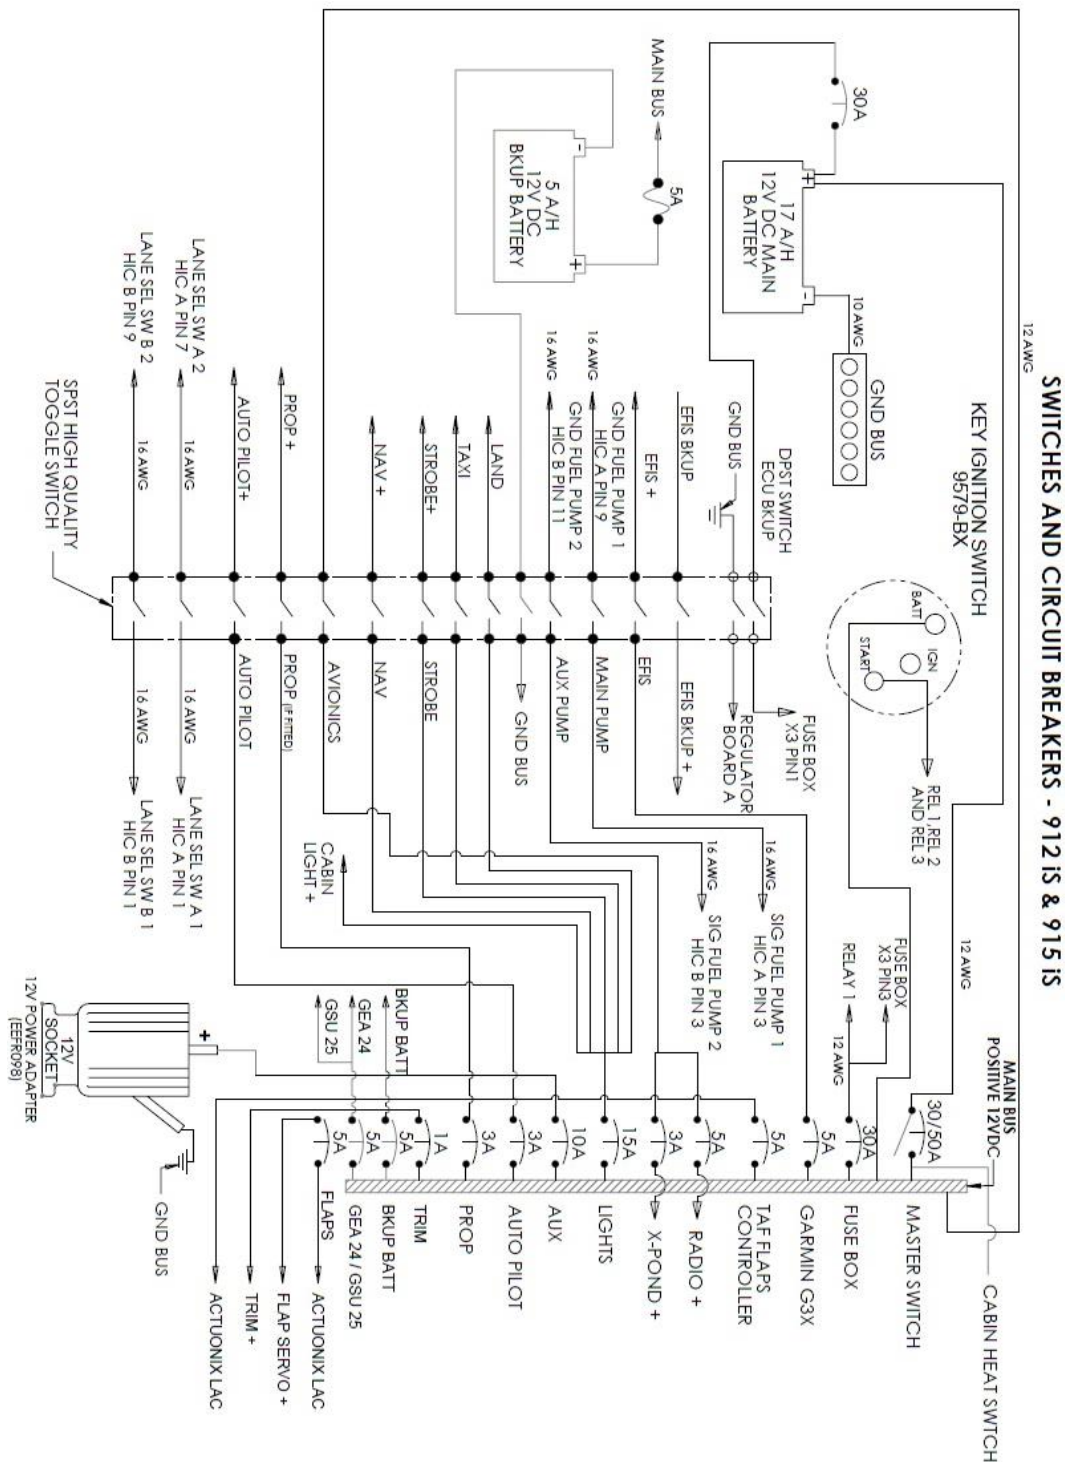 SWITCHES AND CIRCUIT BREAKERS - 912 iS & 915 iS
12 AWG
KEY IGNITION SWITCH
9579-BX
BATT
IGN
START
REL 1,REL 2
AND REL 3
12 AWG
MAIN BUS
POSITIVE 12VDC
30A
+
-
17 A/H
12V DC MAIN
BATTERY
10 AWG
GND BUS
MAIN BUS
5A
-
+
5 A/H
12V DC
BKUP BATTERY
DPST SWITCH
ECU BKUP
GND BUS
EFIS BKUP
EFIS +
GND FUEL PUMP 1
HIC A PIN 9
16 AWG
GND FUEL PUMP 2
HIC B PIN 11
16 AWG
LAND
TAXI
STROBE+
NAV +
PROP +
AUTO PILOT+
LANE SEL SW A 2
HIC A PIN 7
16 AWG
LANE SEL SW B 2
HIC B PIN 9
16 AWG
SPST HIGH QUALITY
TOGGLE SWITCH
FUSE BOX
X3 PIN1
REGULATOR
BOARD A
EFIS BKUP +
EFIS
MAIN PUMP
AUX PUMP
GND BUS
STROBE
NAV
AVIONICS
PROP (IF FITTED)
AUTO PILOT
16 AWG
LANE SEL SW A 1
HIC A PIN 1
16 AWG
LANE SEL SW B 1
HIC B PIN 1
FUSE BOX
X3 PIN3
RELAY 1
12 AWG
16 AWG
SIG FUEL PUMP 1
HIC A PIN 3
16 AWG
SIG FUEL PUMP 2
HIC B PIN 3
CABIN
LIGHT +
BKUP BATT
GEA 24
GSU 25
30/50A
MASTER SWITCH
30A
FUSE BOX
5A
GARMIN G3X
5A
TAF FLAPS
CONTROLLER
5A
RADIO +
3A
X-POND +
15A
LIGHTS
10A
AUX
3A
AUTO PILOT
3A
PROP
1A
TRIM
5A
BKUP BATT
5A
GEA 24 / GSU 25
5A
FLAPS
CABIN HEAT SWTCH
ACTUONIX LAC
FLAP SERVO +
TRIM +
ACTUONIX LAC
+
12V
SOCKET
12V POWER ADAPTER
(EEFR098)
GND BUS